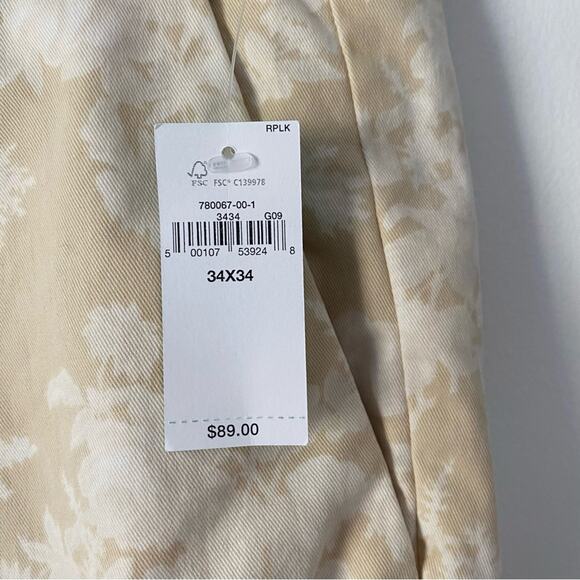 RPLK
FSC FSC® C139978
780067-00-1
3434 G09
5 00107 53924 8
34X34
$89.00